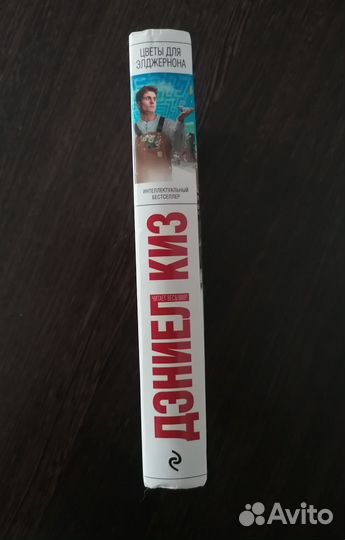 ЦВЕТЫ ДЛЯ
ЭЛДЖЕРНОНА
ИНТЕЛЛЕКТУАЛЬНЫЙ
БЕСТСЕЛЛЕР
ДЭНИЕЛ КИЗ
ЧИТАЕТ ВЕСЬ МИР
Avito